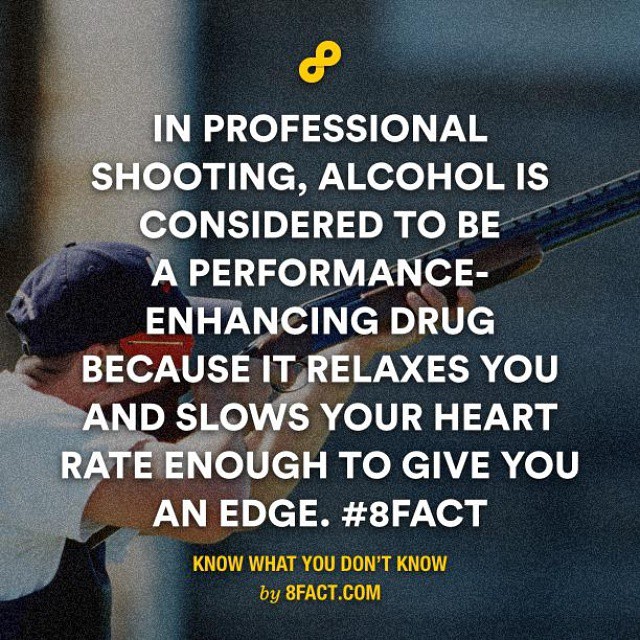 IN PROFESSIONAL
SHOOTING, ALCOHOL IS
CONSIDERED TO BE
A PERFORMANCE-
ENHANCING DRUG
BECAUSE IT RELAXES YOU
AND SLOWS YOUR HEART
RATE ENOUGH TO GIVE YOU
AN EDGE. #8FACT
KNOW WHAT YOU DON'T KNOW
by 8FACT.COM